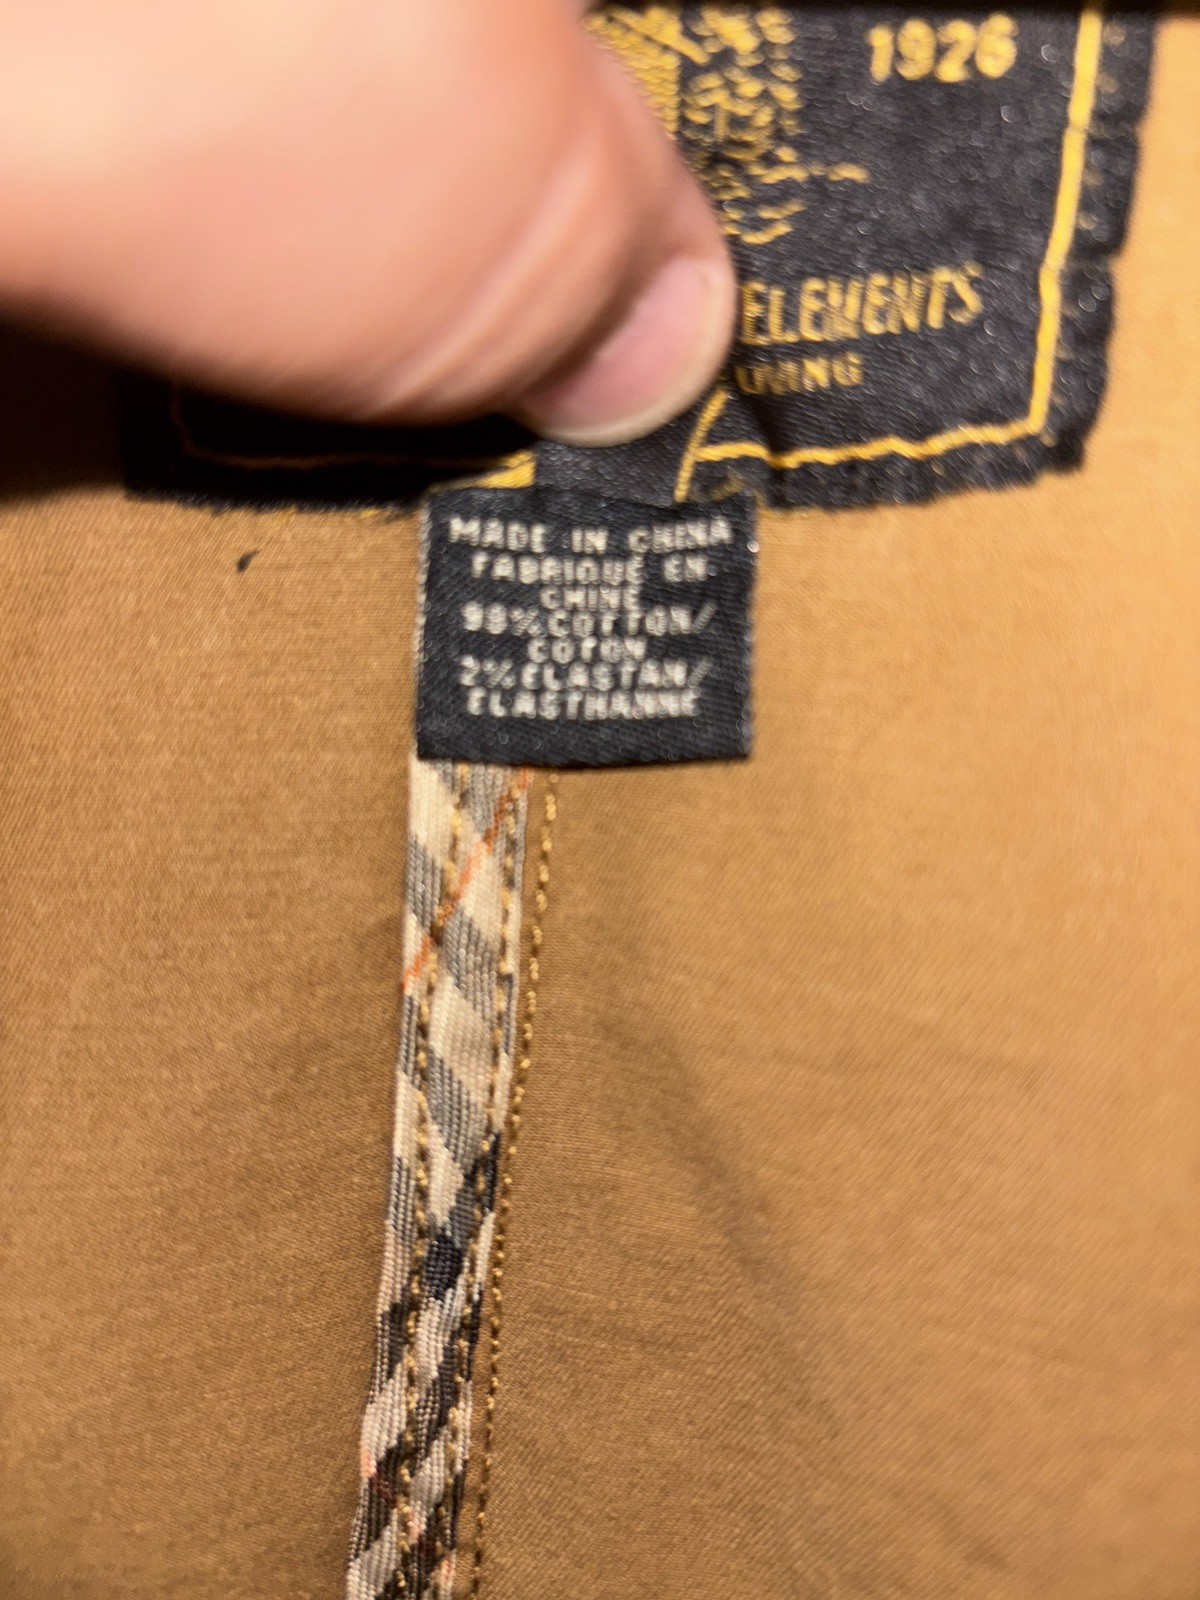 1926
ELEMENTS
MADE IN CHINA
FABRIQUÉ EN
CHINE
98% COTTON/
COTON
2% ELASTAN/
ELASTHANNE